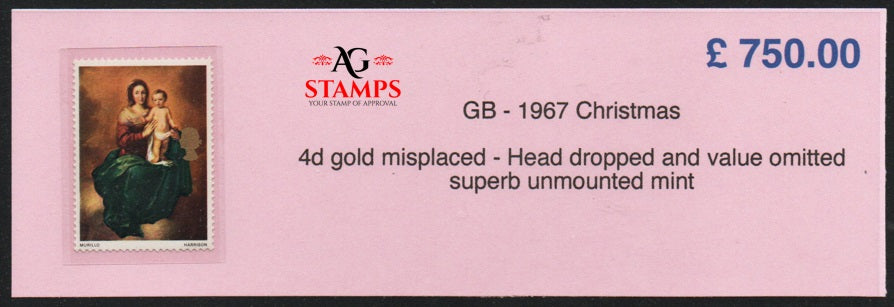 £ 750.00
AG
STAMPS
YOUR STAMP OF APPROVAL
GB - 1967 Christmas
4d gold misplaced - Head dropped and value omitted
superb unmounted mint
MURILLO HARRISON